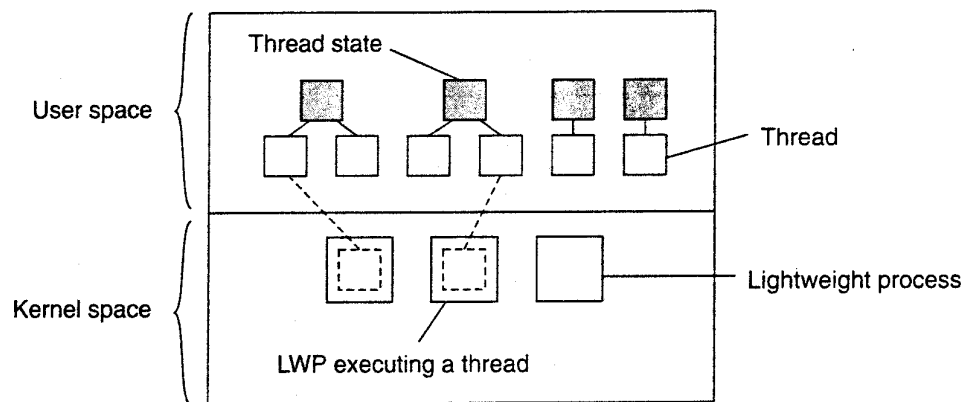 Thread state
User space
Thread
Kernel space
Lightweight process
LWP executing a thread